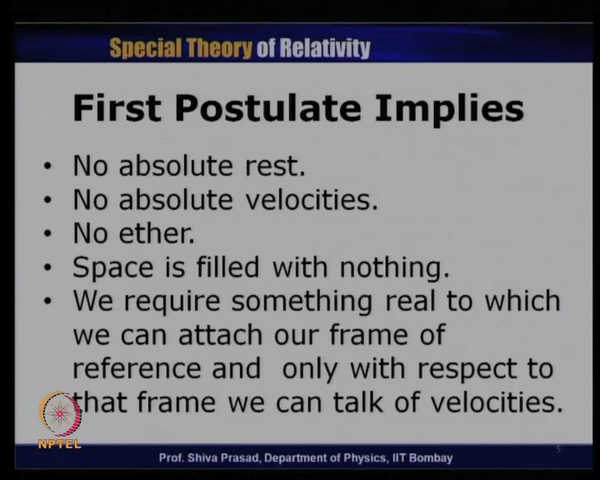 Special Theory of Relativity
First Postulate Implies
• No absolute rest.
• No absolute velocities.
• No ether.
• Space is filled with nothing.
• We require something real to which
we can attach our frame of
reference and only with respect to
that frame we can talk of velocities.
NPTEL
Prof. Shiva Prasad, Department of Physics, IIT Bombay
5